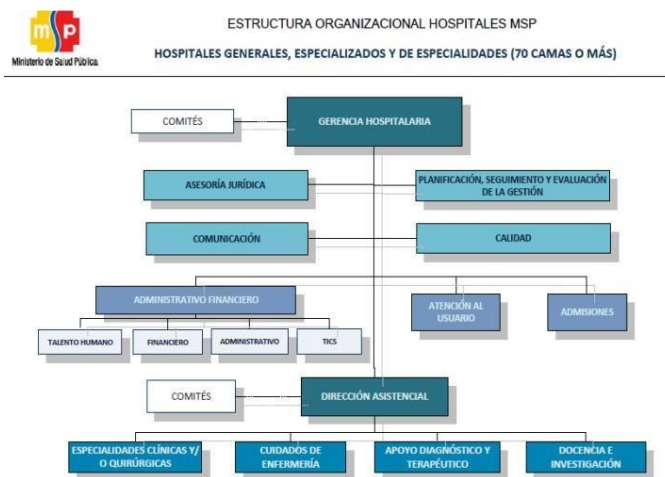 msp
Ministerio de Salud Pública
ESTRUCTURA ORGANIZACIONAL HOSPITALES MSP
HOSPITALES GENERALES, ESPECIALIZADOS Y DE ESPECIALIDADES (70 CAMAS O MÁS)
COMITÉS
GERENCIA HOSPITALARIA
ASESORÍA JURÍDICA
PLANIFICACIÓN, SEGUIMIENTO Y EVALUACIÓN
DE LA GESTIÓN
COMUNICACIÓN
CALIDAD
ADMINISTRATIVO FINANCIERO
ATENCIÓN AL
USUARIO
ADMISIONES
TALENTO HUMANO
FINANCIERO
ADMINISTRATIVO
TICS
COMITÉS
DIRECCIÓN ASISTENCIAL
ESPECIALIDADES CLÍNICAS Y/
O QUIRÚRGICAS
CUIDADOS DE
ENFERMERÍA
APOYO DIAGNÓSTICO Y
TERAPÉUTICO
DOCENCIA E
INVESTIGACIÓN